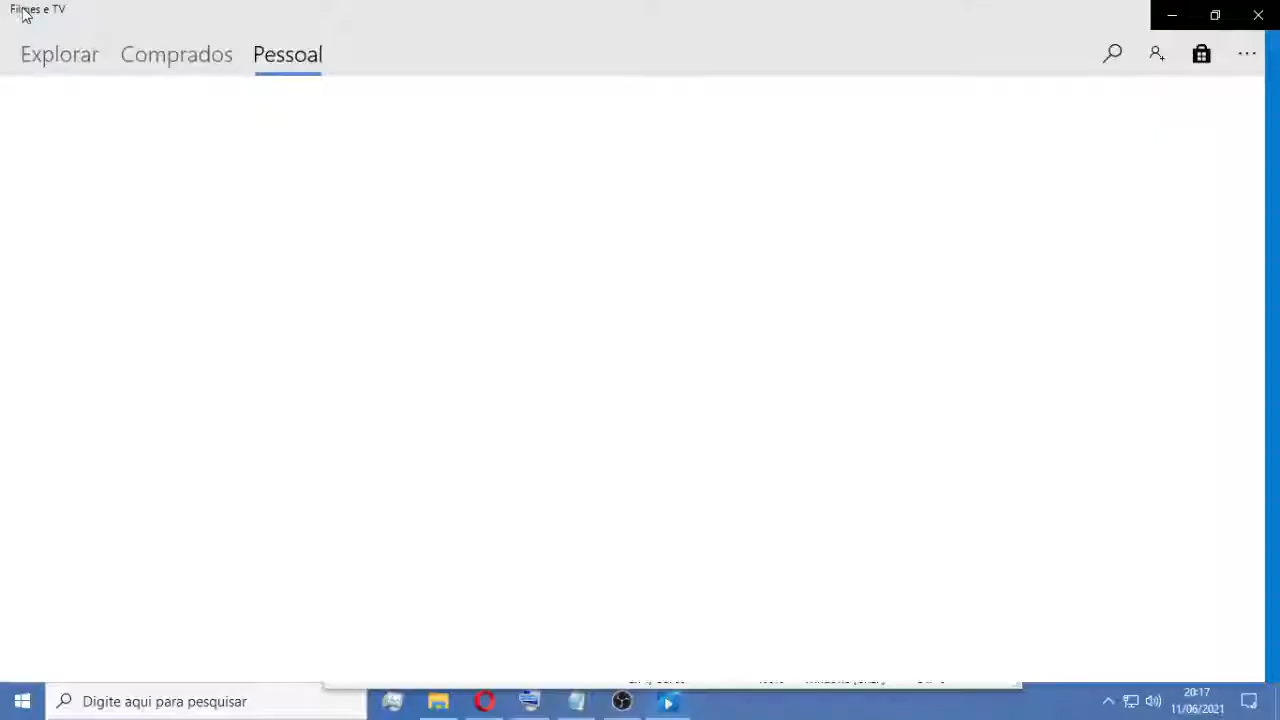 Filmes e TV
Explorar Comprados Pessoal
Digite aqui para pesquisar
20:17
11/06/2021